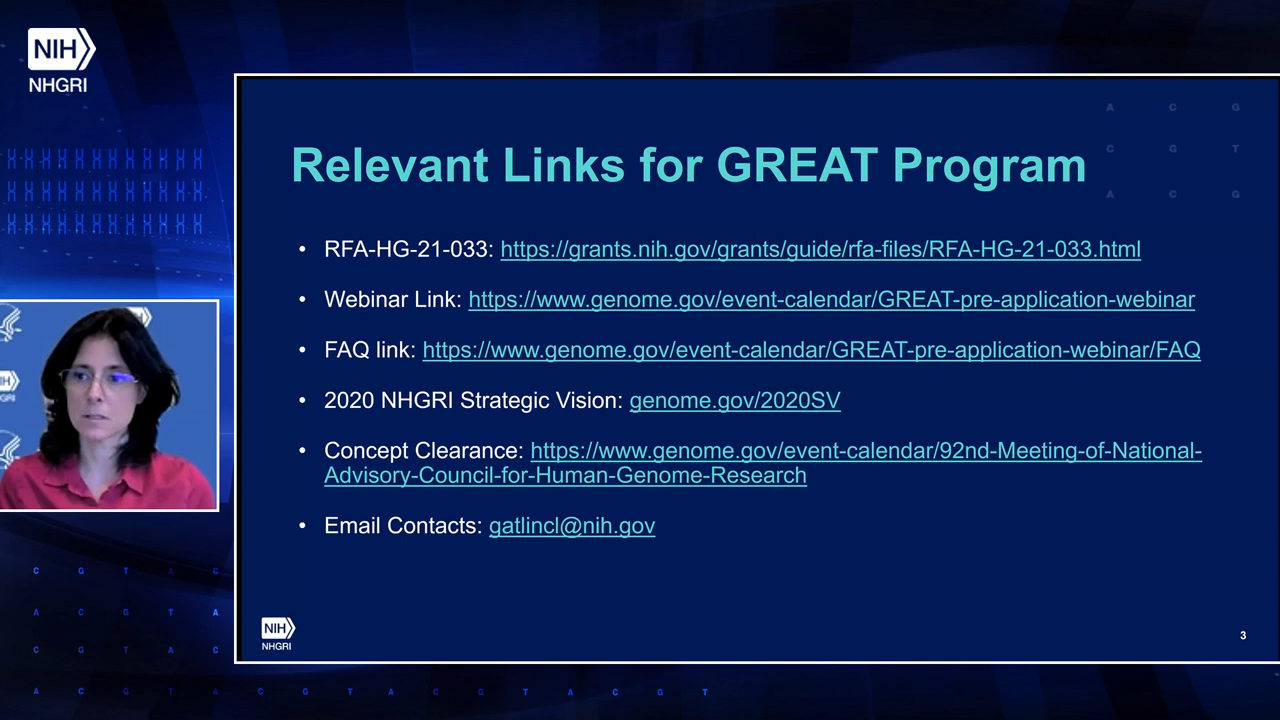 NIH
NHGRI
A C G
Relevant Links for GREAT Program
C G T
A C G
• RFA-HG-21-033: https://grants.nih.gov/grants/guide/rfa-files/RFA-HG-21-033.html
• Webinar Link: https://www.genome.gov/event-calendar/GREAT-pre-application-webinar
• FAQ link: https://www.genome.gov/event-calendar/GREAT-pre-application-webinar/FAQ
• 2020 NHGRI Strategic Vision: genome.gov/2020SV
• Concept Clearance: https://www.genome.gov/event-calendar/92nd-Meeting-of-National-
Advisory-Council-for-Human-Genome-Research
• Email Contacts: gatlincl@nih.gov
NIH
NHGRI
3
C G T A C
A C G T A
C G T A C
A C G T A C G T A C G T A C G T